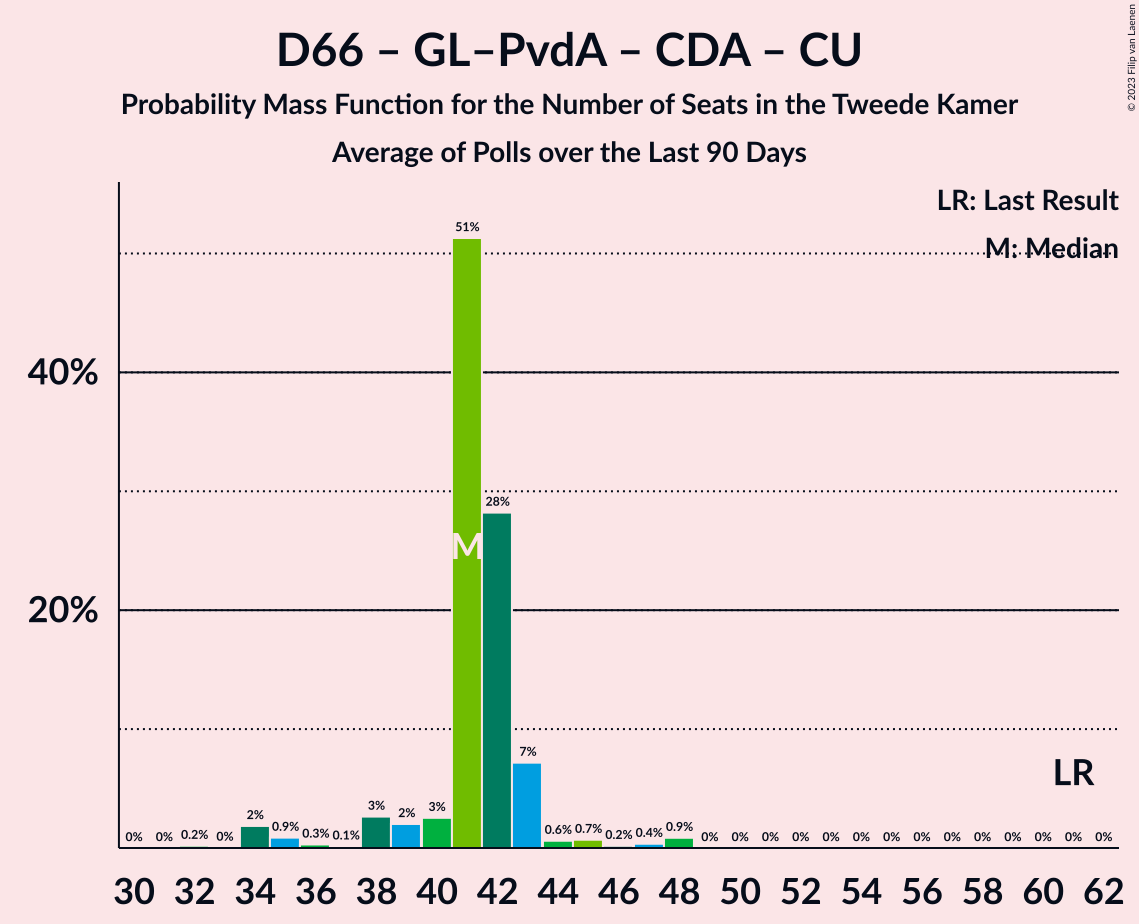 D66 – GL–PvdA – CDA – CU
Probability Mass Function for the Number of Seats in the Tweede Kamer
Average of Polls over the Last 90 Days
© 2023 Filip van Laenen
LR: Last Result
M: Median
51%
40%
28%
M
20%
7%
LR
0% 0% 0.2% 0% 2% 0.9% 0.3% 0.1% 3% 2% 3% 0.6% 0.7% 0.2% 0.4% 0.9% 0% 0% 0% 0% 0% 0% 0% 0% 0% 0% 0% 0% 0% 0%
30 32 34 36 38 40 42 44 46 48 50 52 54 56 58 60 62